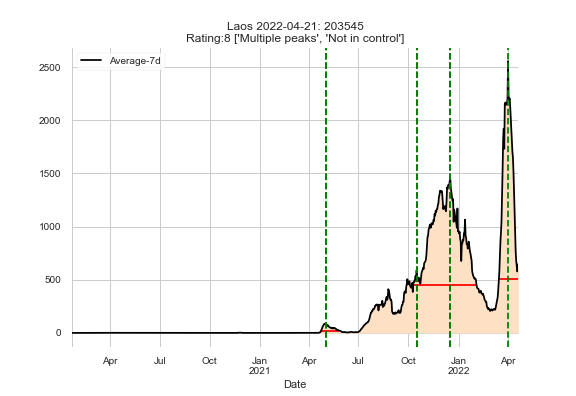 Laos 2022-04-21: 203545
Rating:8 ['Multiple peaks', 'Not in control']
Average-7d
2500
2000
1500
1000
500
0
Apr Jul Oct Jan Apr Jul Oct Jan Apr
2021 2022
Date